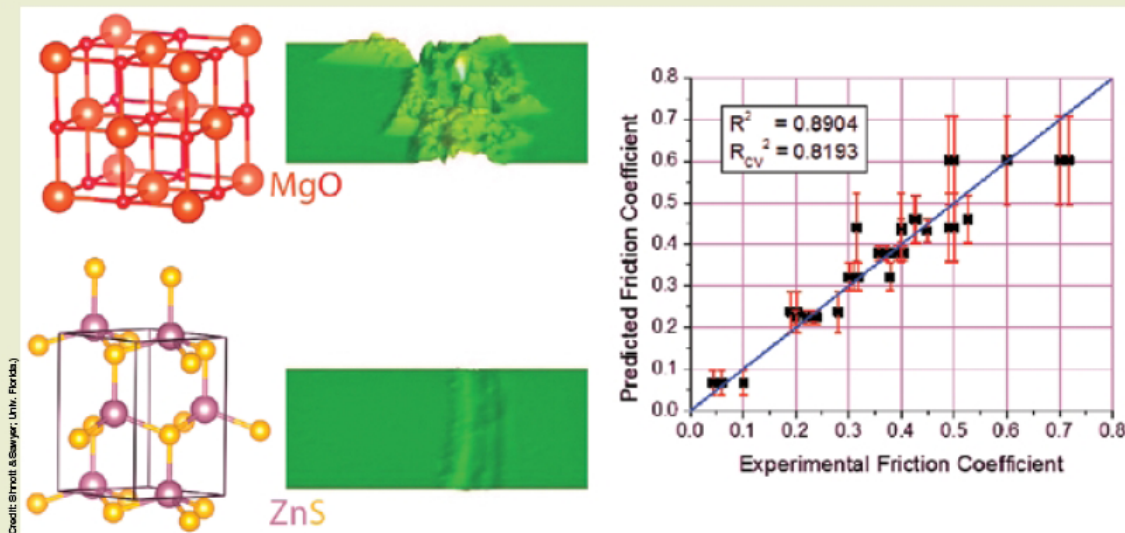 MgO
ZnS
Credit: Sinnott & Sawyer; Univ. Florida.)
R² = 0.8904
R_CV² = 0.8193
Predicted Friction Coefficient
0.8
0.7
0.6
0.5
0.4
0.3
0.2
0.1
0.0
0.0 0.1 0.2 0.3 0.4 0.5 0.6 0.7 0.8
Experimental Friction Coefficient